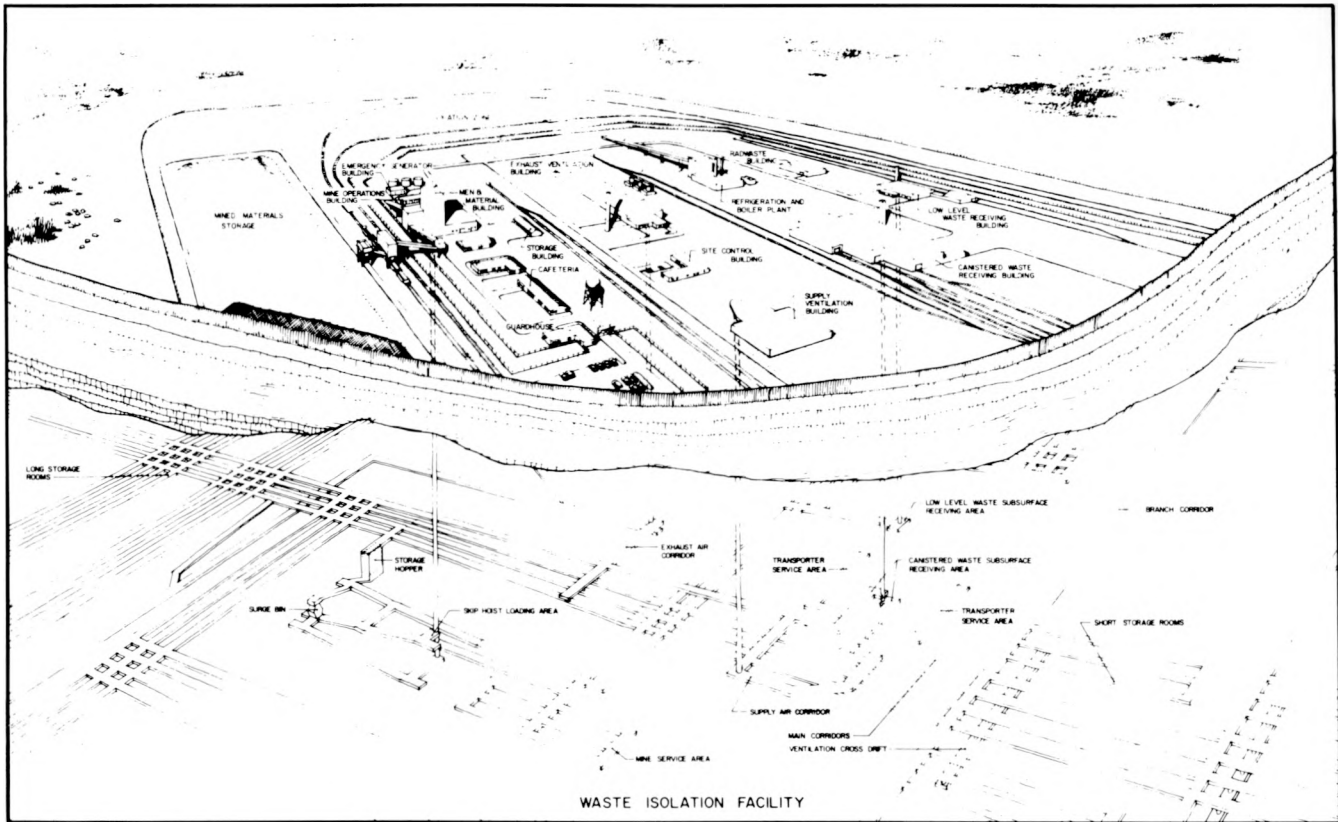 EMERGENCY GENERATOR
BUILDING
EXHAUST VENTILATION
BUILDING
RADWASTE
BUILDING
MINE OPERATIONS
BUILDING
MEN &
MATERIAL
BUILDING
REFRIGERATION AND
BOILER PLANT
LOW LEVEL
WASTE RECEIVING
BUILDING
MINED MATERIALS
STORAGE
STORAGE
BUILDING
CAFETERIA
SITE CONTROL
BUILDING
CANISTERED WASTE
RECEIVING BUILDING
SUPPLY
VENTILATION
BUILDING
GUARDHOUSE
LONG STORAGE
ROOMS
LOW LEVEL WASTE SUBSURFACE
RECEIVING AREA
BRANCH CORRIDOR
EXHAUST AIR
CORRIDOR
STORAGE
HOPPER
TRANSPORTER
SERVICE AREA
CANISTERED WASTE SUBSURFACE
RECEIVING AREA
SURGE BIN
SKIP HOIST LOADING AREA
TRANSPORTER
SERVICE AREA
SHORT STORAGE ROOMS
SUPPLY AIR CORRIDOR
MAIN CORRIDORS
VENTILATION CROSS DRIFT
MINE SERVICE AREA
WASTE ISOLATION FACILITY